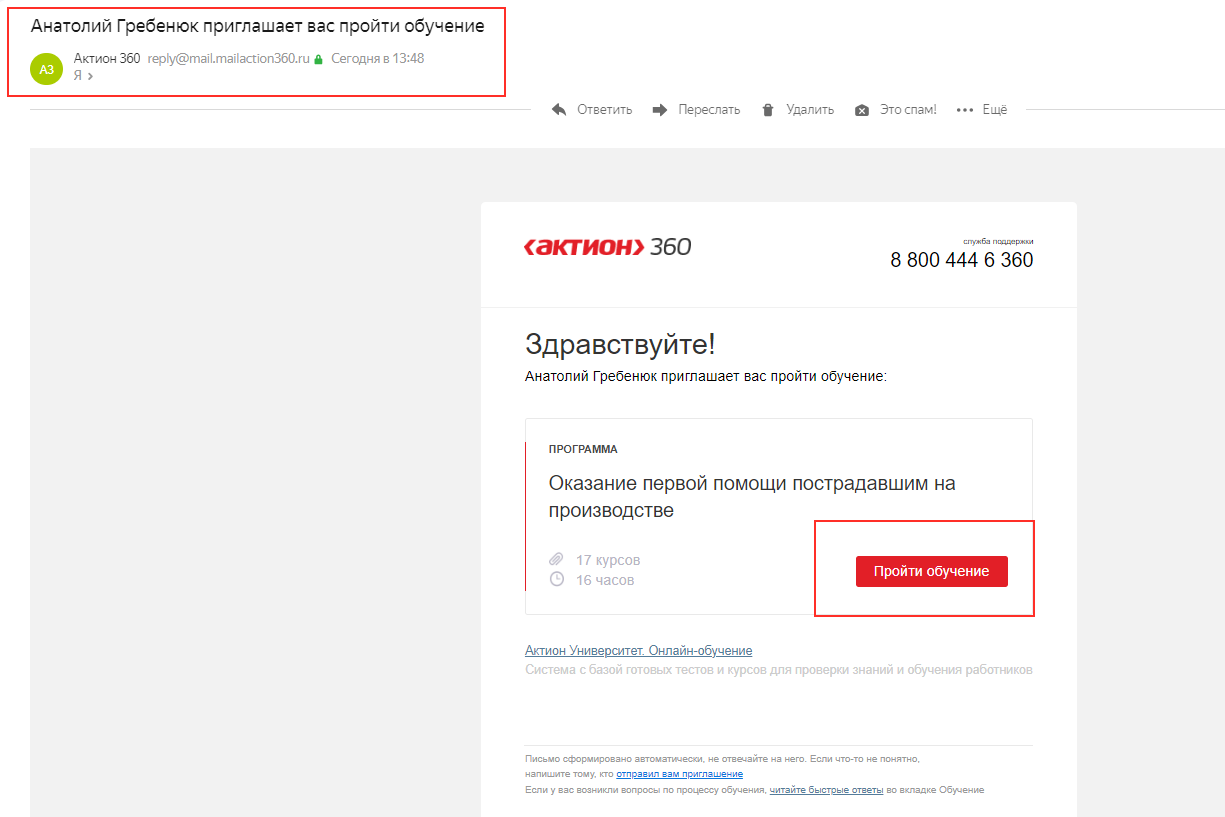 Анатолий Гребенюк приглашает вас пройти обучение
АЗ
Актион 360 reply@mail.mailaction360.ru Сегодня в 13:48
Я >
Ответить Переслать Удалить Это спам! Ещё
<актион> 360
служба поддержки
8 800 444 6 360
Здравствуйте!
Анатолий Гребенюк приглашает вас пройти обучение:
ПРОГРАММА
Оказание первой помощи пострадавшим на
производстве
17 курсов
16 часов
Пройти обучение
Актион Университет. Онлайн-обучение
Система с базой готовых тестов и курсов для проверки знаний и обучения работников
Письмо сформировано автоматически, не отвечайте на него. Если что-то не понятно,
напишите тому, кто отправил вам приглашение
Если у вас возникли вопросы по процессу обучения, читайте быстрые ответы во вкладке Обучение